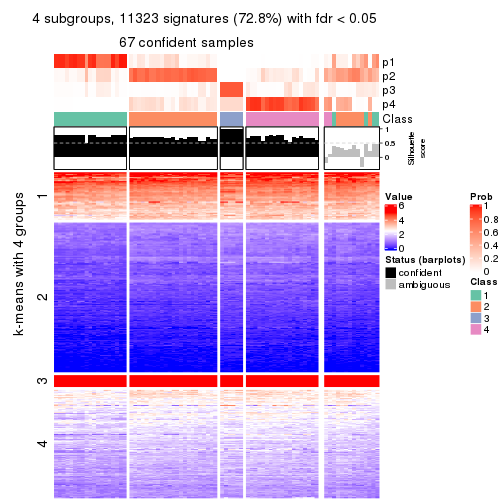 4 subgroups, 11323 signatures (72.8%) with fdr < 0.05
67 confident samples
p1
p2
p3
p4
Class
1
0.5
0
Silhouette
score
k-means with 4 groups
1
2
3
4
Value
6
4
2
0
Status (barplots)
confident
ambiguous
Prob
1
0.8
0.6
0.4
0.2
0
Class
1
2
3
4